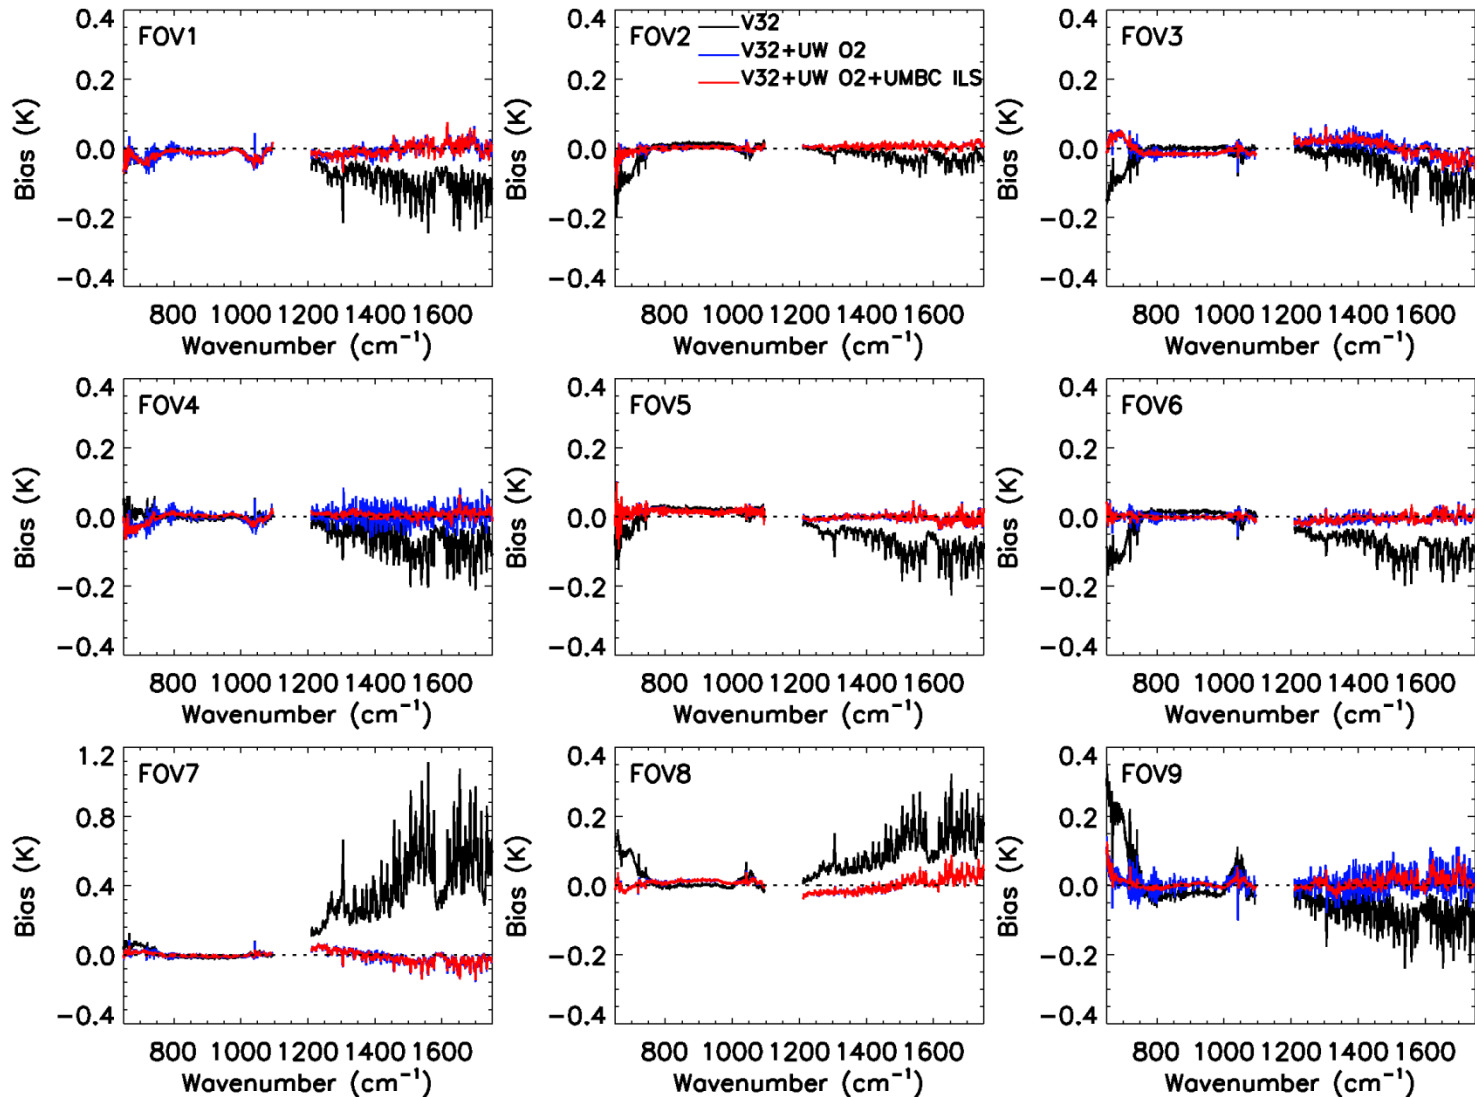 FOV1
0.4
0.2
0.0
−0.2
−0.4
Bias (K)
800 1000 1200 1400 1600
Wavenumber (cm⁻¹)
FOV2
V32
V32+UW O2
V32+UW O2+UMBC ILS
0.4
0.2
0.0
−0.2
−0.4
Bias (K)
800 1000 1200 1400 1600
Wavenumber (cm⁻¹)
FOV3
0.4
0.2
0.0
−0.2
−0.4
Bias (K)
800 1000 1200 1400 1600
Wavenumber (cm⁻¹)
FOV4
0.4
0.2
0.0
−0.2
−0.4
Bias (K)
800 1000 1200 1400 1600
Wavenumber (cm⁻¹)
FOV5
0.4
0.2
0.0
−0.2
−0.4
Bias (K)
800 1000 1200 1400 1600
Wavenumber (cm⁻¹)
FOV6
0.4
0.2
0.0
−0.2
−0.4
Bias (K)
800 1000 1200 1400 1600
Wavenumber (cm⁻¹)
FOV7
1.2
0.8
0.4
0.0
−0.4
Bias (K)
800 1000 1200 1400 1600
Wavenumber (cm⁻¹)
FOV8
0.4
0.2
0.0
−0.2
−0.4
Bias (K)
800 1000 1200 1400 1600
Wavenumber (cm⁻¹)
FOV9
0.4
0.2
0.0
−0.2
−0.4
Bias (K)
800 1000 1200 1400 1600
Wavenumber (cm⁻¹)